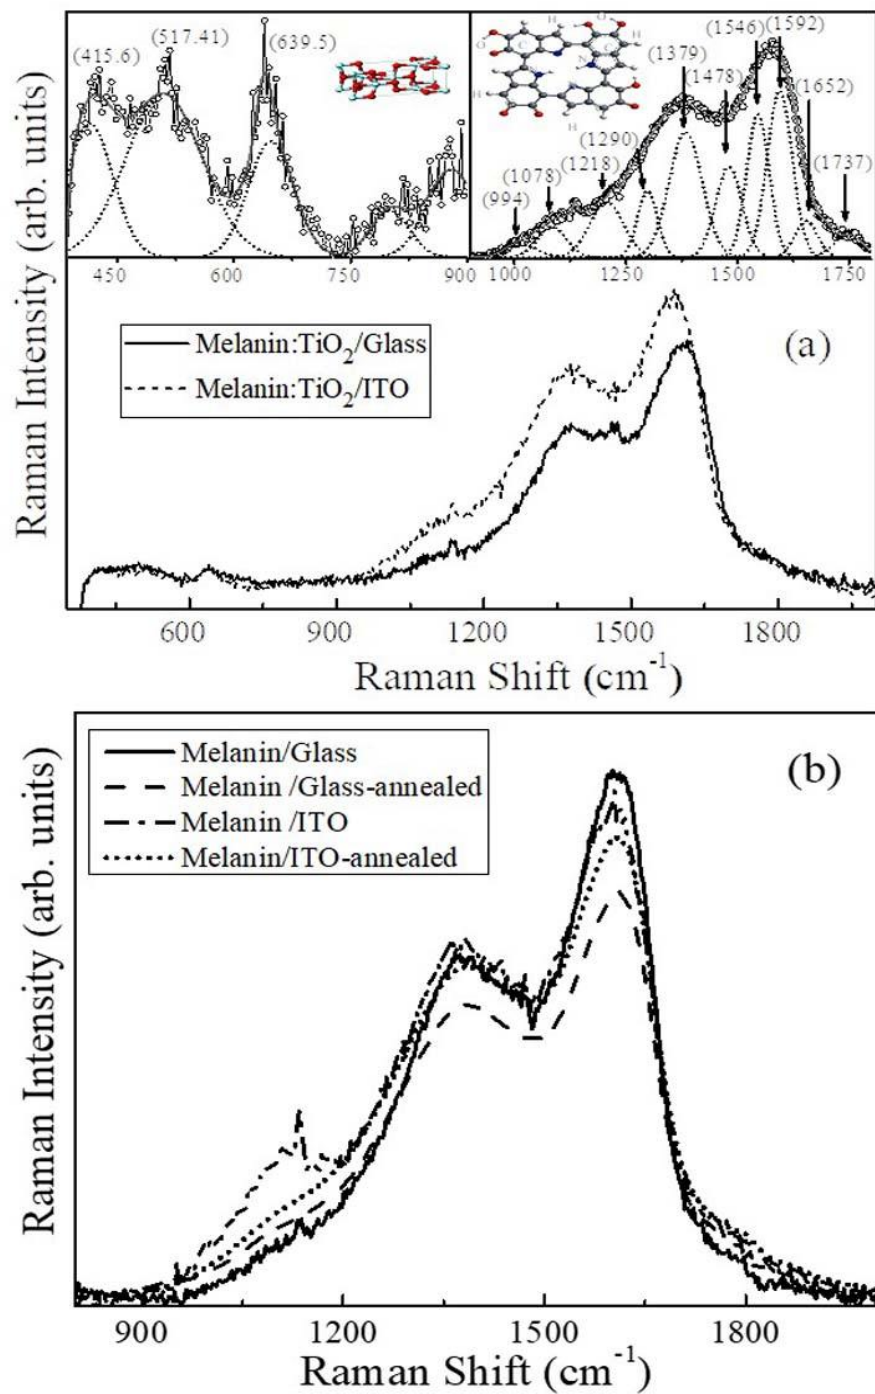 (415.6)
(517.41)
(639.5)
450
600
750
900
(994)
(1078)
(1218)
(1290)
(1379)
(1478)
(1546)
(1592)
(1652)
(1737)
H
O
O
H
C
C
H
N
H
H
1000
1250
1500
1750
Raman Intensity (arb. units)
Melanin:TiO₂/Glass
Melanin:TiO₂/ITO
(a)
600
900
1200
1500
1800
Raman Shift (cm⁻¹)
Melanin/Glass
Melanin /Glass-annealed
Melanin /ITO
Melanin/ITO-annealed
(b)
Raman Intensity (arb. units)
900
1200
1500
1800
Raman Shift (cm⁻¹)